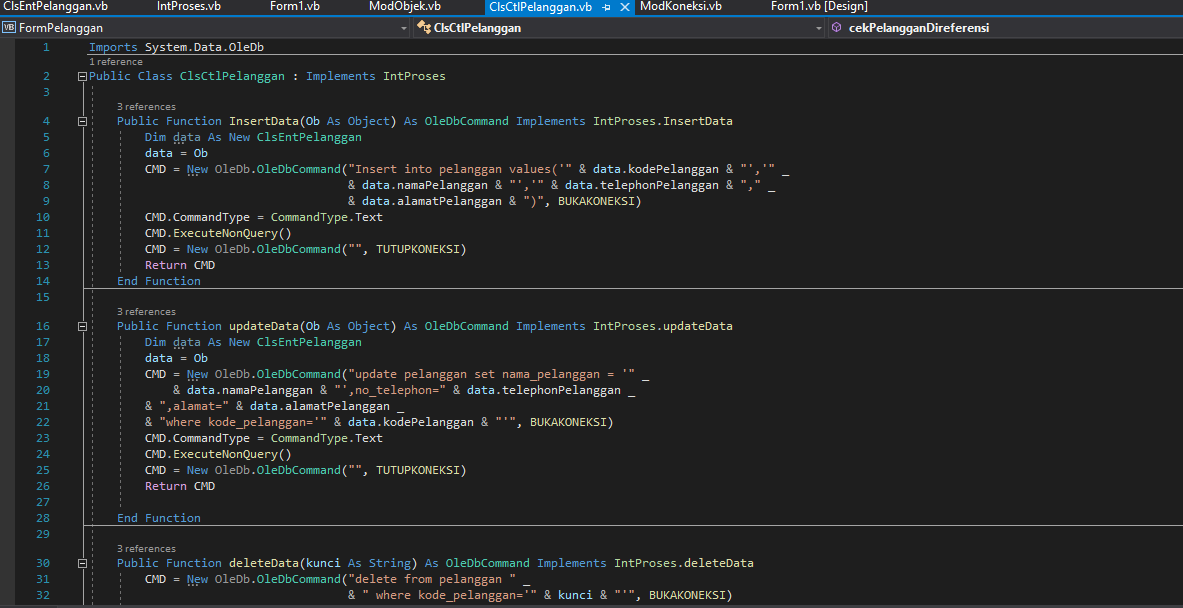 ClsEntPelanggan.vb IntProses.vb Form1.vb ModObjek.vb ClsCtlPelanggan.vb ModKoneksi.vb Form1.vb [Design]
VB FormPelanggan ClsCtlPelanggan cekPelangganDireferensi
1 Imports System.Data.OleDb
1 reference
2 Public Class ClsCtlPelanggan : Implements IntProses
3
3 references
4 Public Function InsertData(Ob As Object) As OleDbCommand Implements IntProses.InsertData
5 Dim data As New ClsEntPelanggan
6 data = Ob
7 CMD = New OleDb.OleDbCommand("Insert into pelanggan values('" & data.kodePelanggan & "','" _
8 & data.namaPelanggan & "','" & data.telephonPelanggan & "," _
9 & data.alamatPelanggan & ")", BUKAKONEKSI)
10 CMD.CommandType = CommandType.Text
11 CMD.ExecuteNonQuery()
12 CMD = New OleDb.OleDbCommand("", TUTUPKONEKSI)
13 Return CMD
14 End Function
15
3 references
16 Public Function updateData(Ob As Object) As OleDbCommand Implements IntProses.updateData
17 Dim data As New ClsEntPelanggan
18 data = Ob
19 CMD = New OleDb.OleDbCommand("update pelanggan set nama_pelanggan = '" _
20 & data.namaPelanggan & "',no_telephon=" & data.telephonPelanggan _
21 & ",alamat=" & data.alamatPelanggan _
22 & "where kode_pelanggan='" & data.kodePelanggan & "'", BUKAKONEKSI)
23 CMD.CommandType = CommandType.Text
24 CMD.ExecuteNonQuery()
25 CMD = New OleDb.OleDbCommand("", TUTUPKONEKSI)
26 Return CMD
27
28 End Function
29
3 references
30 Public Function deleteData(kunci As String) As OleDbCommand Implements IntProses.deleteData
31 CMD = New OleDb.OleDbCommand("delete from pelanggan " _
32 & " where kode_pelanggan='" & kunci & "'", BUKAKONEKSI)